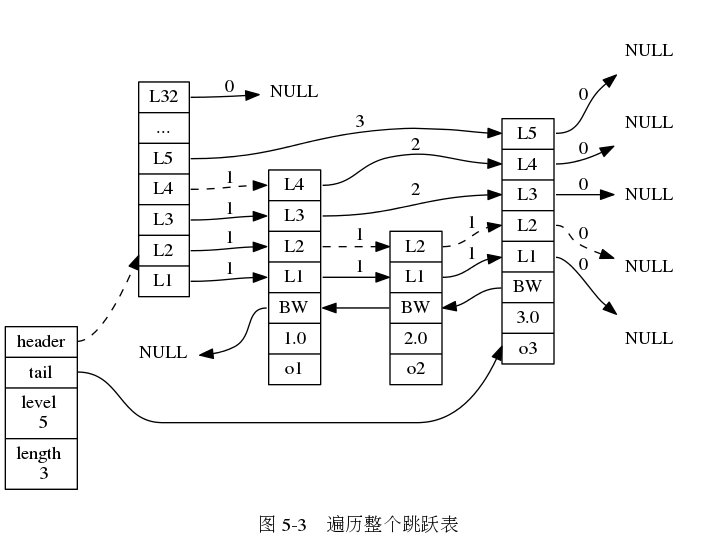 NULL
L32
0
NULL
...
L5
3
L4
L3
L2
L1
1
1
1
1
L4
L3
L2
L1
BW
1.0
o1
2
2
1
1
L2
L1
BW
2.0
o2
1
1
L5
L4
L3
L2
L1
BW
3.0
o3
0
0
NULL
0
NULL
0
NULL
0
NULL
NULL
header
tail
level
5
length
3
图 5-3 遍历整个跳跃表